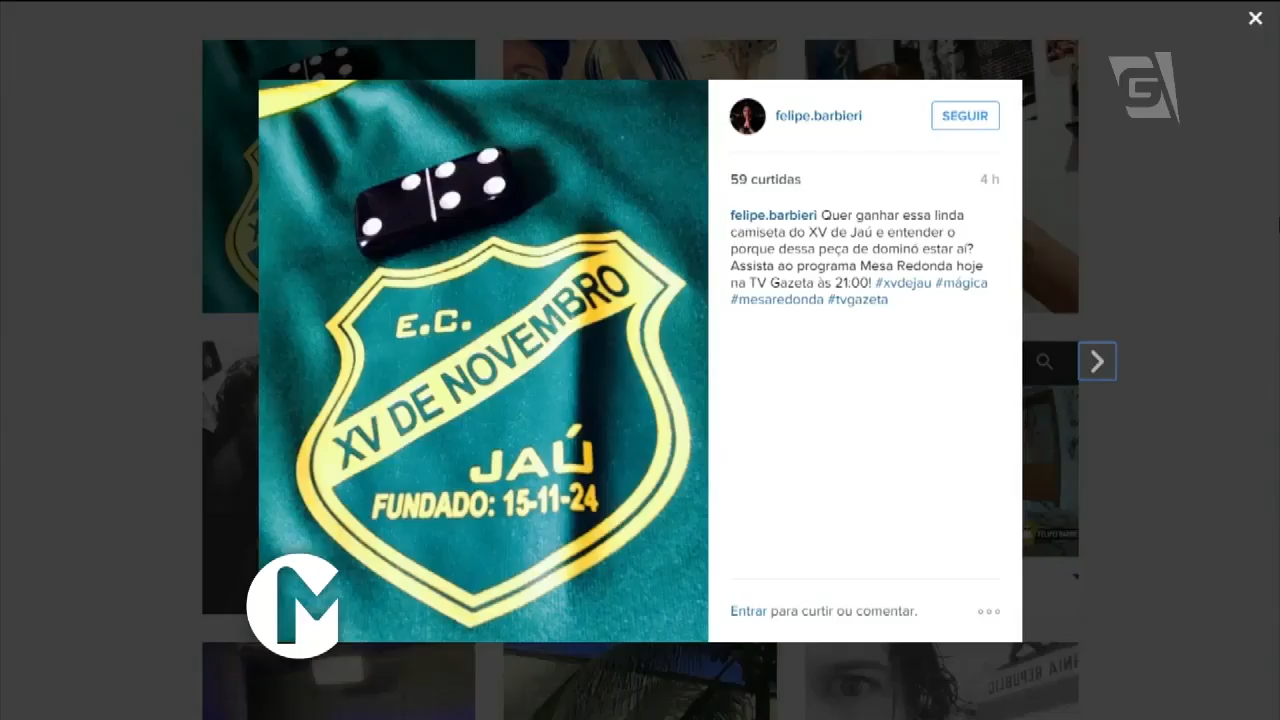 felipe.barbieri
SEGUIR
59 curtidas
4 h
felipe.barbieri Quer ganhar essa linda
camiseta do XV de Jaú e entender o
porque dessa peça de dominó estar aí?
Assista ao programa Mesa Redonda hoje
na TV Gazeta às 21:00! #xvdejau #mágica
#mesaredonda #tvgazeta
Entrar para curtir ou comentar.
E.C.
XV DE NOVEMBRO
JAÚ
FUNDADO: 15-11-24
M
G